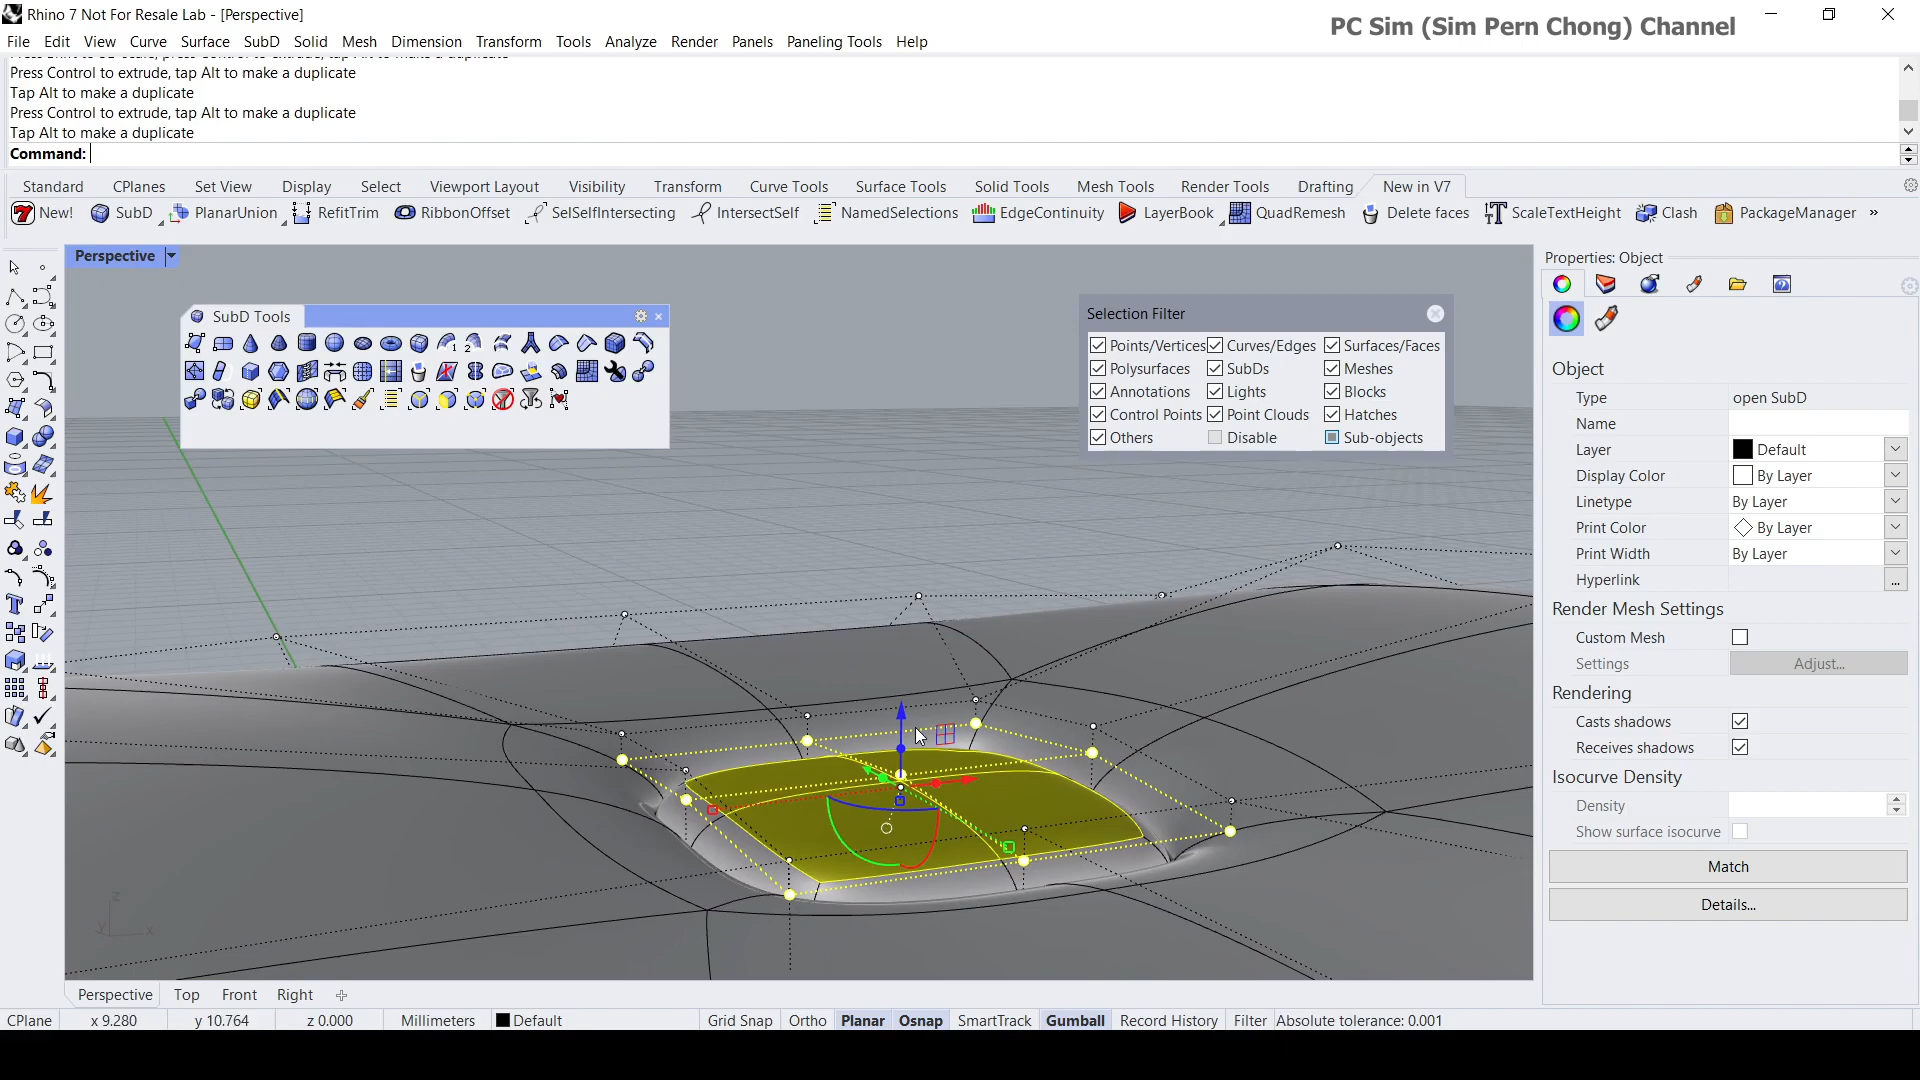 Rhino 7 Not For Resale Lab - [Perspective]
PC Sim (Sim Pern Chong) Channel
File Edit View Curve Surface SubD Solid Mesh Dimension Transform Tools Analyze Render Panels Paneling Tools Help
Press Control to extrude, tap Alt to make a duplicate
Tap Alt to make a duplicate
Press Control to extrude, tap Alt to make a duplicate
Tap Alt to make a duplicate
Command:
Standard CPlanes Set View Display Select Viewport Layout Visibility Transform Curve Tools Surface Tools Solid Tools Mesh Tools Render Tools Drafting New in V7
7 New! SubD PlanarUnion RefitTrim RibbonOffset SelSelfIntersecting IntersectSelf NamedSelections EdgeContinuity LayerBook QuadRemesh Delete faces ScaleTextHeight Clash PackageManager »
Perspective
SubD Tools
Selection Filter
Points/Vertices Curves/Edges Surfaces/Faces
Polysurfaces SubDs Meshes
Annotations Lights Blocks
Control Points Point Clouds Hatches
Others Disable Sub-objects
Properties: Object
Object
Type open SubD
Name
Layer Default
Display Color By Layer
Linetype By Layer
Print Color By Layer
Print Width By Layer
Hyperlink ...
Render Mesh Settings
Custom Mesh
Settings Adjust...
Rendering
Casts shadows
Receives shadows
Isocurve Density
Density
Show surface isocurve
Match
Details...
z
y x
Perspective Top Front Right
CPlane x 9.280 y 10.764 z 0.000 Millimeters Default Grid Snap Ortho Planar Osnap SmartTrack Gumball Record History Filter Absolute tolerance: 0.001